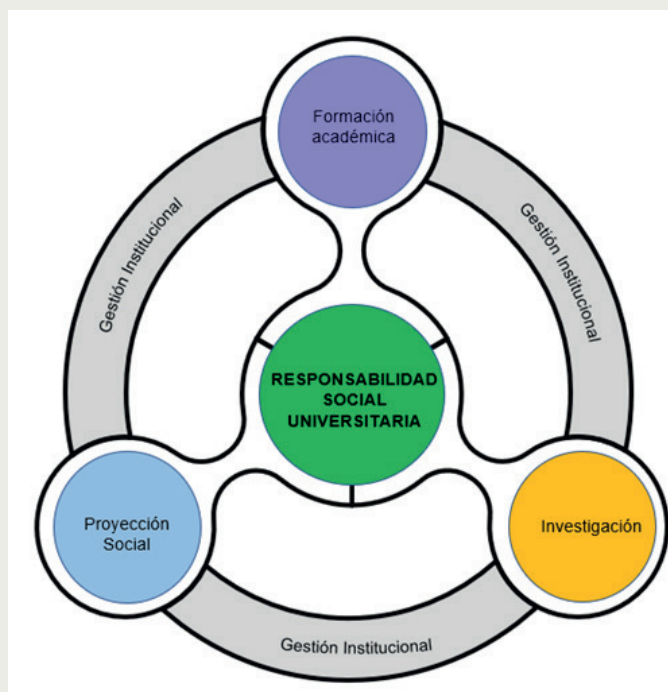 Formación
académica
Gestión Institucional
Gestión Institucional
RESPONSABILIDAD
SOCIAL
UNIVERSITARIA
Proyección
Social
Investigación
Gestión Institucional